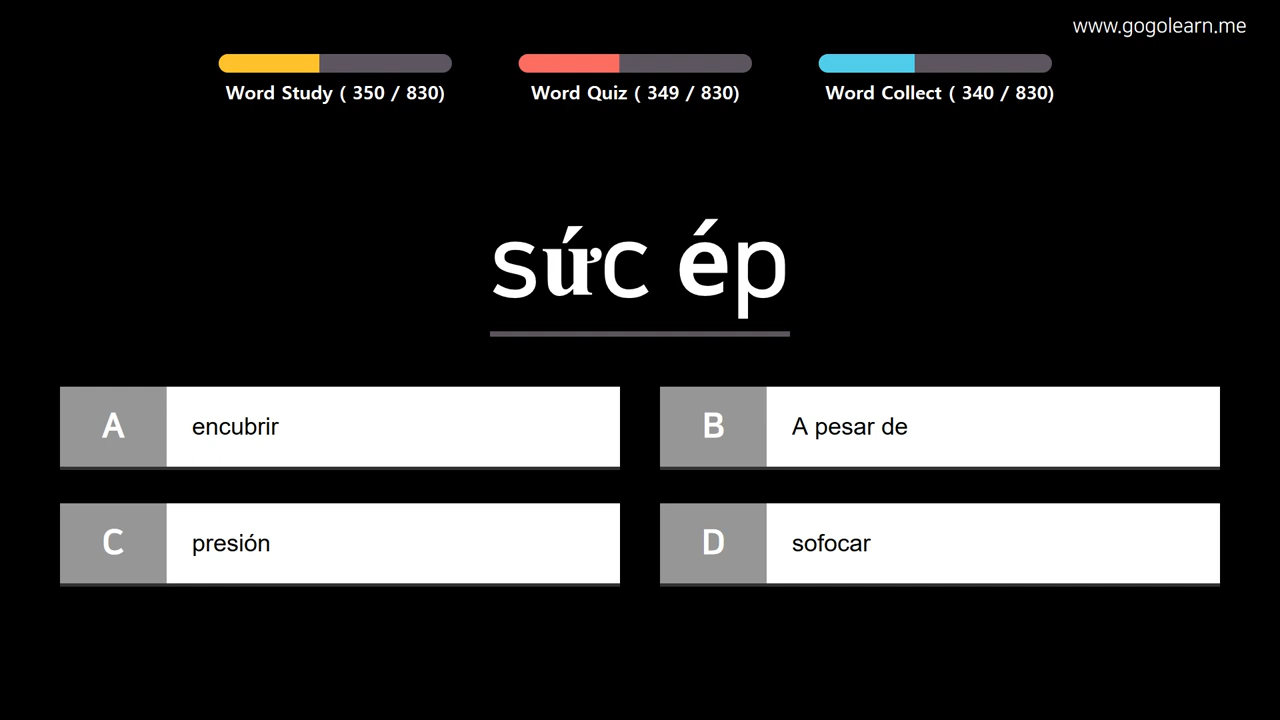 www.gogolearn.me
Word Study ( 350 / 830)
Word Quiz ( 349 / 830)
Word Collect ( 340 / 830)
sức ép
A encubrir
B A pesar de
C presión
D sofocar